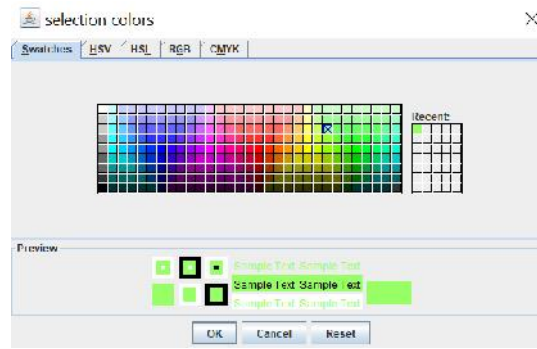 selection colors
Swatches HSV HSL RGB CMYK
Recent:
Preview
Sample Text Sample Text
Sample Text Sample Text
Sample Text Sample Text
OK Cancel Reset